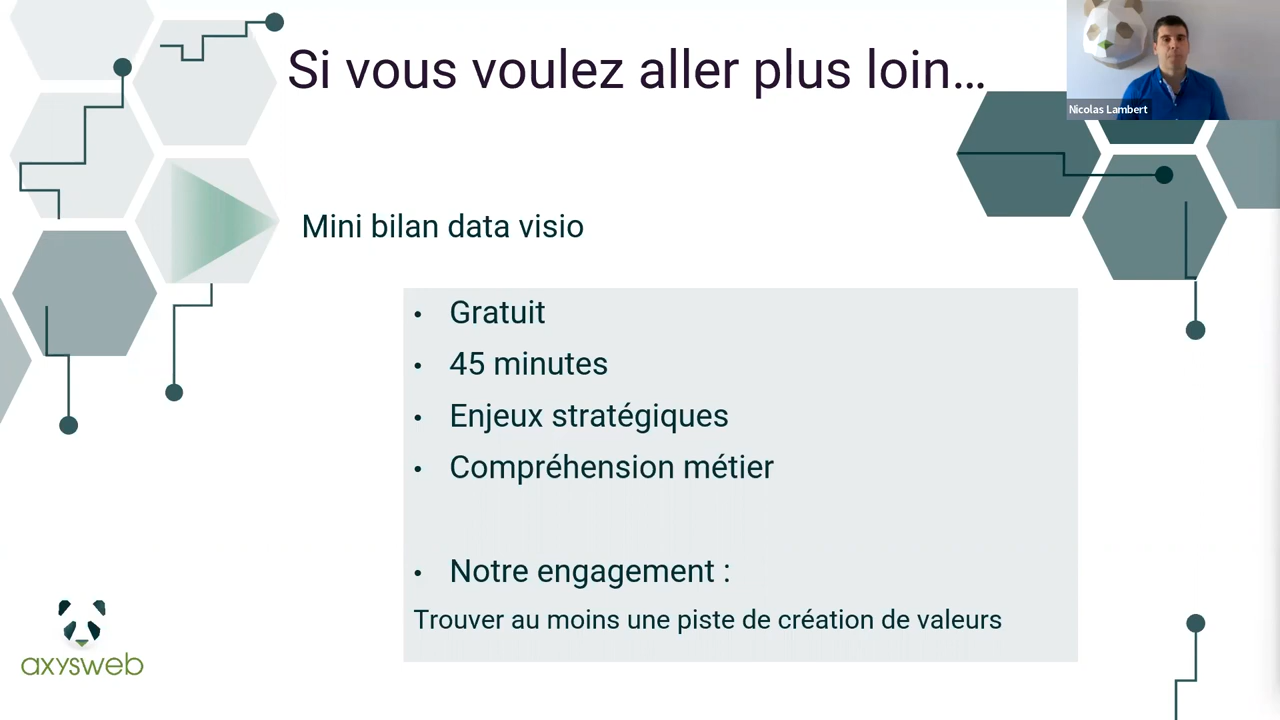 Si vous voulez aller plus loin…
Nicolas Lambert
Mini bilan data visio
• Gratuit
• 45 minutes
• Enjeux stratégiques
• Compréhension métier
• Notre engagement :
Trouver au moins une piste de création de valeurs
axysweb